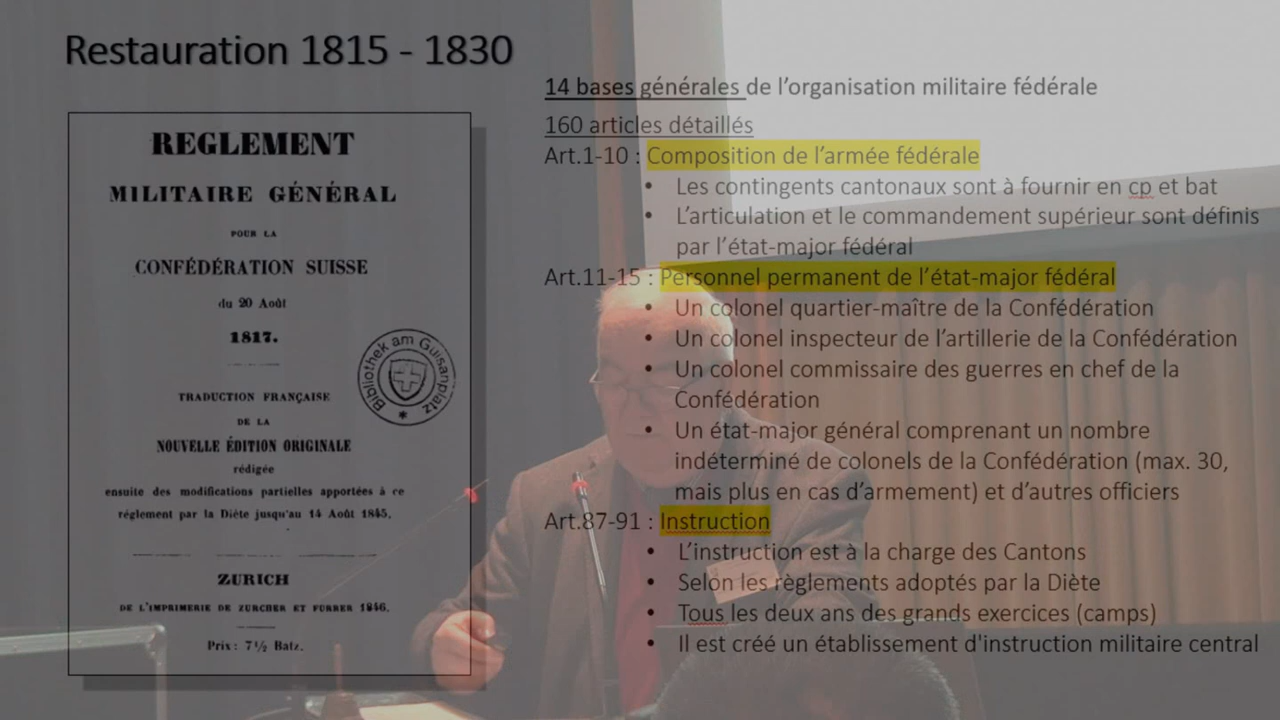 Restauration 1815 - 1830
REGLEMENT
MILITAIRE GÉNÉRAL
POUR LA
CONFÉDÉRATION SUISSE
du 20 Août
1817.
TRADUCTION FRANÇAISE
DE LA
NOUVELLE ÉDITION ORIGINALE
rédigée
ensuite des modifications partielles apportées à ce
réglement par la Diète jusqu'au 14 Août 1845.
ZURICH
DE L'IMPRIMERIE DE ZURCHER ET FURRER 1846.
Prix: 7½ Batz.
Bibliothek am Guisanplatz
14 bases générales de l'organisation militaire fédérale
160 articles détaillés
Art.1-10 : Composition de l'armée fédérale
• Les contingents cantonaux sont à fournir en cp et bat
• L'articulation et le commandement supérieur sont définis
par l'état-major fédéral
Art.11-15 : Personnel permanent de l'état-major fédéral
• Un colonel quartier-maître de la Confédération
• Un colonel inspecteur de l'artillerie de la Confédération
• Un colonel commissaire des guerres en chef de la
Confédération
• Un état-major général comprenant un nombre
indéterminé de colonels de la Confédération (max. 30,
mais plus en cas d'armement) et d'autres officiers
Art.87-91 : Instruction
• L'instruction est à la charge des Cantons
• Selon les règlements adoptés par la Diète
• Tous les deux ans des grands exercices (camps)
• Il est créé un établissement d'instruction militaire central